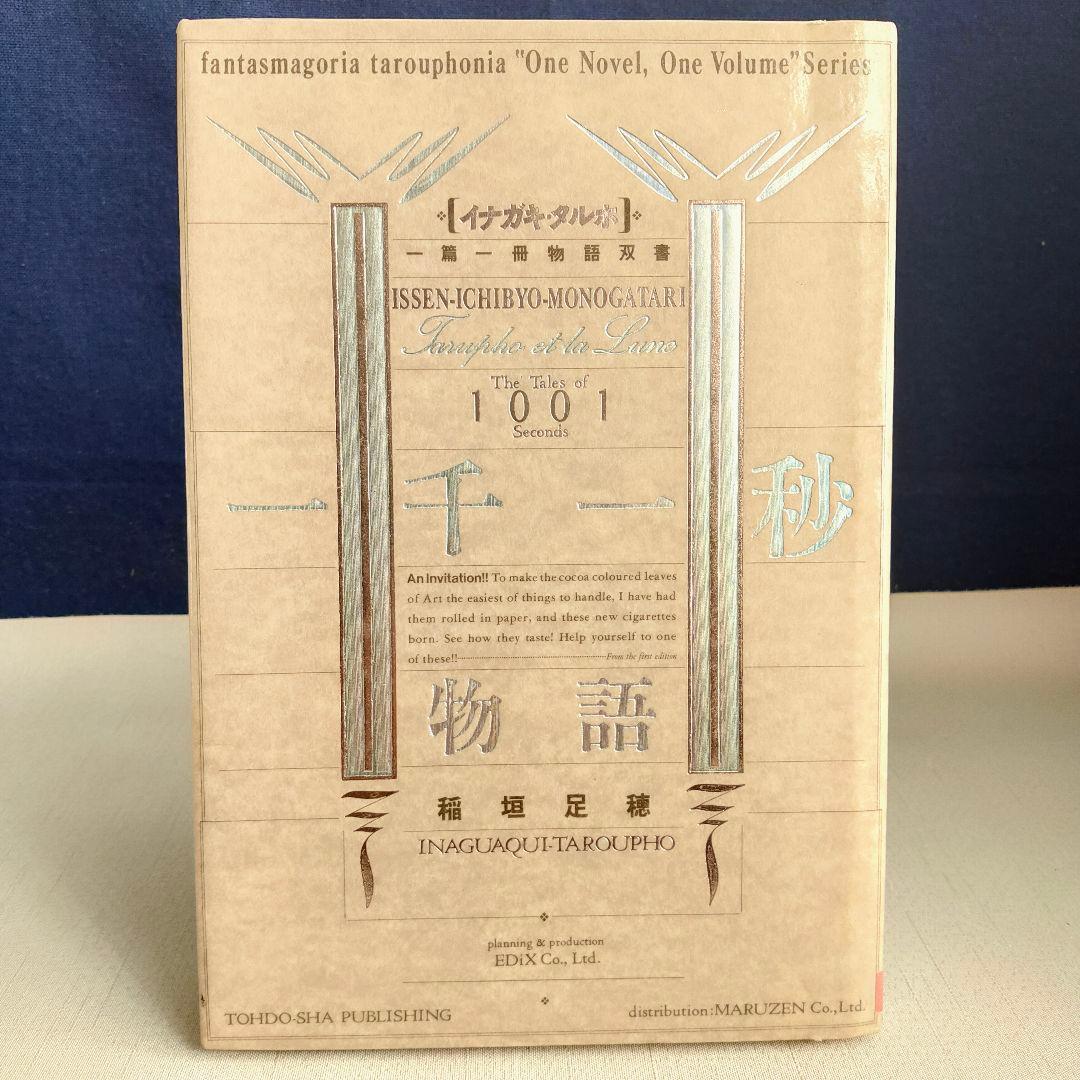 fantasmagoria tarouphonia "One Novel, One Volume" Series
[イナガキ・タルホ]
一篇一冊物語双書
ISSEN-ICHIBYO-MONOGATARI
Tarupho et la Lune
The Tales of
1001
Seconds
一千一秒
An Invitation!! To make the cocoa coloured leaves
of Art the easiest of things to handle, I have had
them rolled in paper, and these new cigarettes
born. See how they taste! Help yourself to one
of these!! From the first edition
物語
稲垣足穂
INAGUAQUI-TAROUPHO
planning & production
EDiX Co., Ltd.
TOHDO-SHA PUBLISHING
distribution:MARUZEN Co.,Ltd.